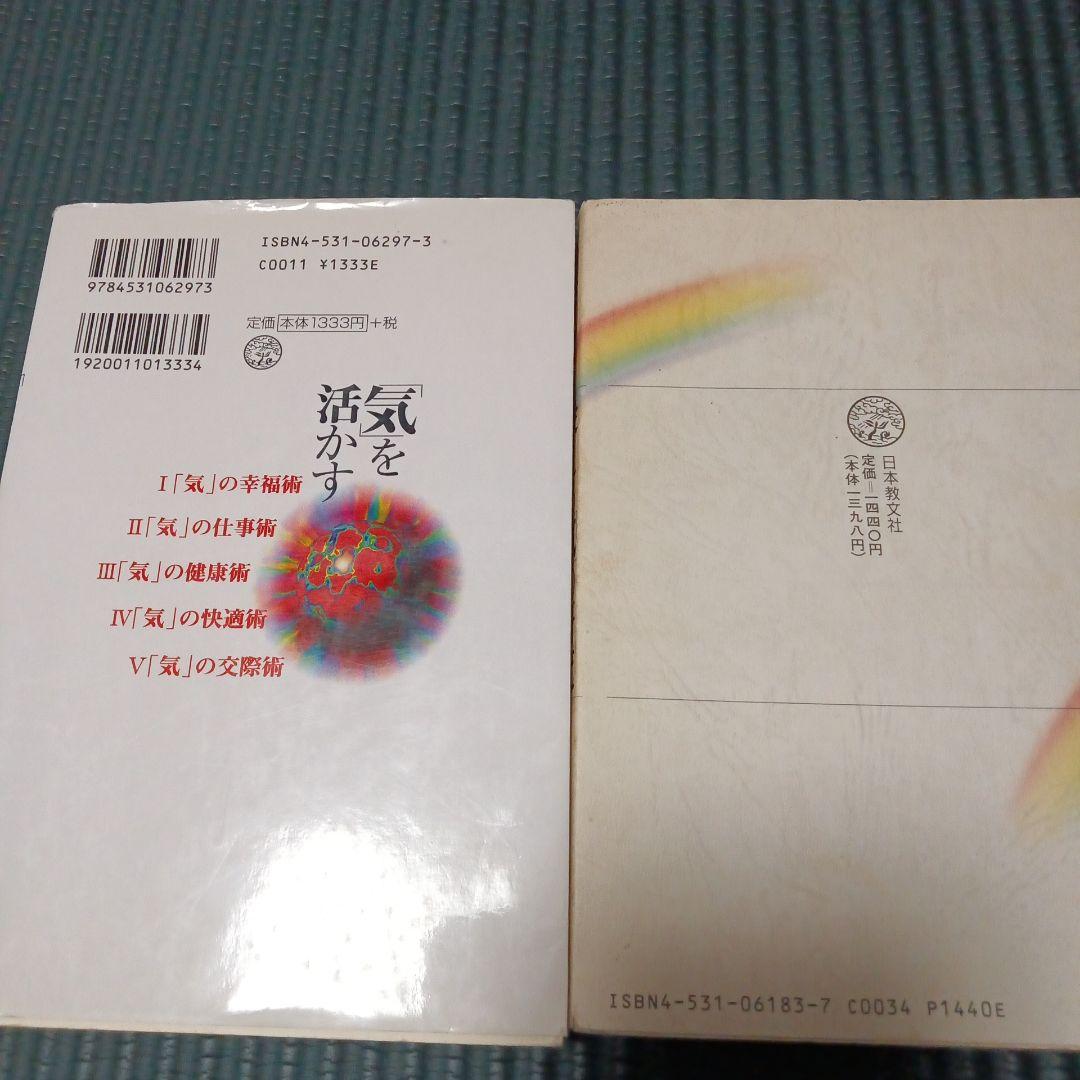 ISBN4-531-06297-3
C0011 ¥1333E
9784531062973
定価 本体1333円+税
1920011013334
「気」を
活かす
Ⅰ「気」の幸福術
Ⅱ「気」の仕事術
Ⅲ「気」の健康術
Ⅳ「気」の快適術
Ⅴ「気」の交際術
日本教文社
定価=一四四〇円
(本体 一三九八円)
ISBN4-531-06183-7 C0034 P1440E